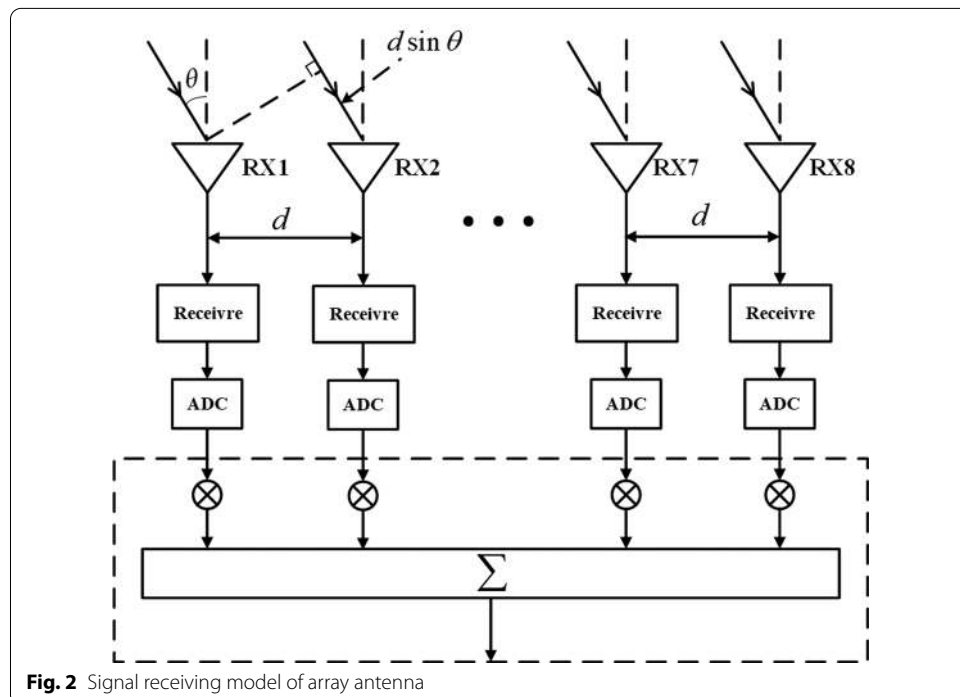 d sin θ
θ
RX1 RX2 RX7 RX8
d d
Receivre Receivre Receivre Receivre
ADC ADC ADC ADC
Σ
Fig. 2 Signal receiving model of array antenna